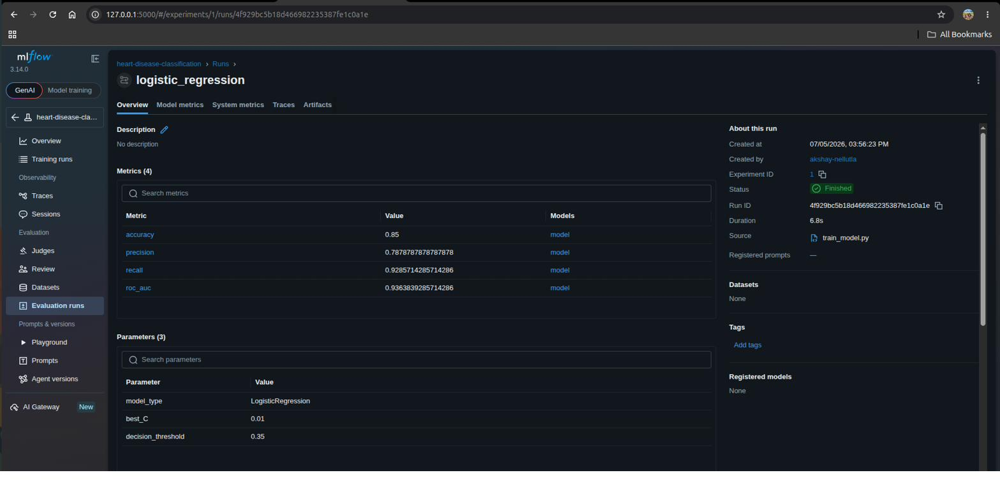 127.0.0.1:5000/#/experiments/1/runs/4f929bc5b18d466982235387fe1c0a1e
All Bookmarks
mlflow
3.14.0
GenAI Model training
heart-disease-cla...
Overview
Training runs
Observability
Traces
Sessions
Evaluation
Judges
Review
Datasets
Evaluation runs
Prompts & versions
Playground
Prompts
Agent versions
AI Gateway New
heart-disease-classification › Runs ›
logistic_regression
Overview Model metrics System metrics Traces Artifacts
Description
No description
Metrics (4)
Search metrics
Metric Value Models
accuracy 0.85 model
precision 0.7878787878787878 model
recall 0.9285714285714286 model
roc_auc 0.9363839285714286 model
Parameters (3)
Search parameters
Parameter Value
model_type LogisticRegression
best_C 0.01
decision_threshold 0.35
About this run
Created at 07/05/2026, 03:56:23 PM
Created by akshay-nellutla
Experiment ID 1
Status Finished
Run ID 4f929bc5b18d466982235387fe1c0a1e
Duration 6.8s
Source train_model.py
Registered prompts —
Datasets
None
Tags
Add tags
Registered models
None